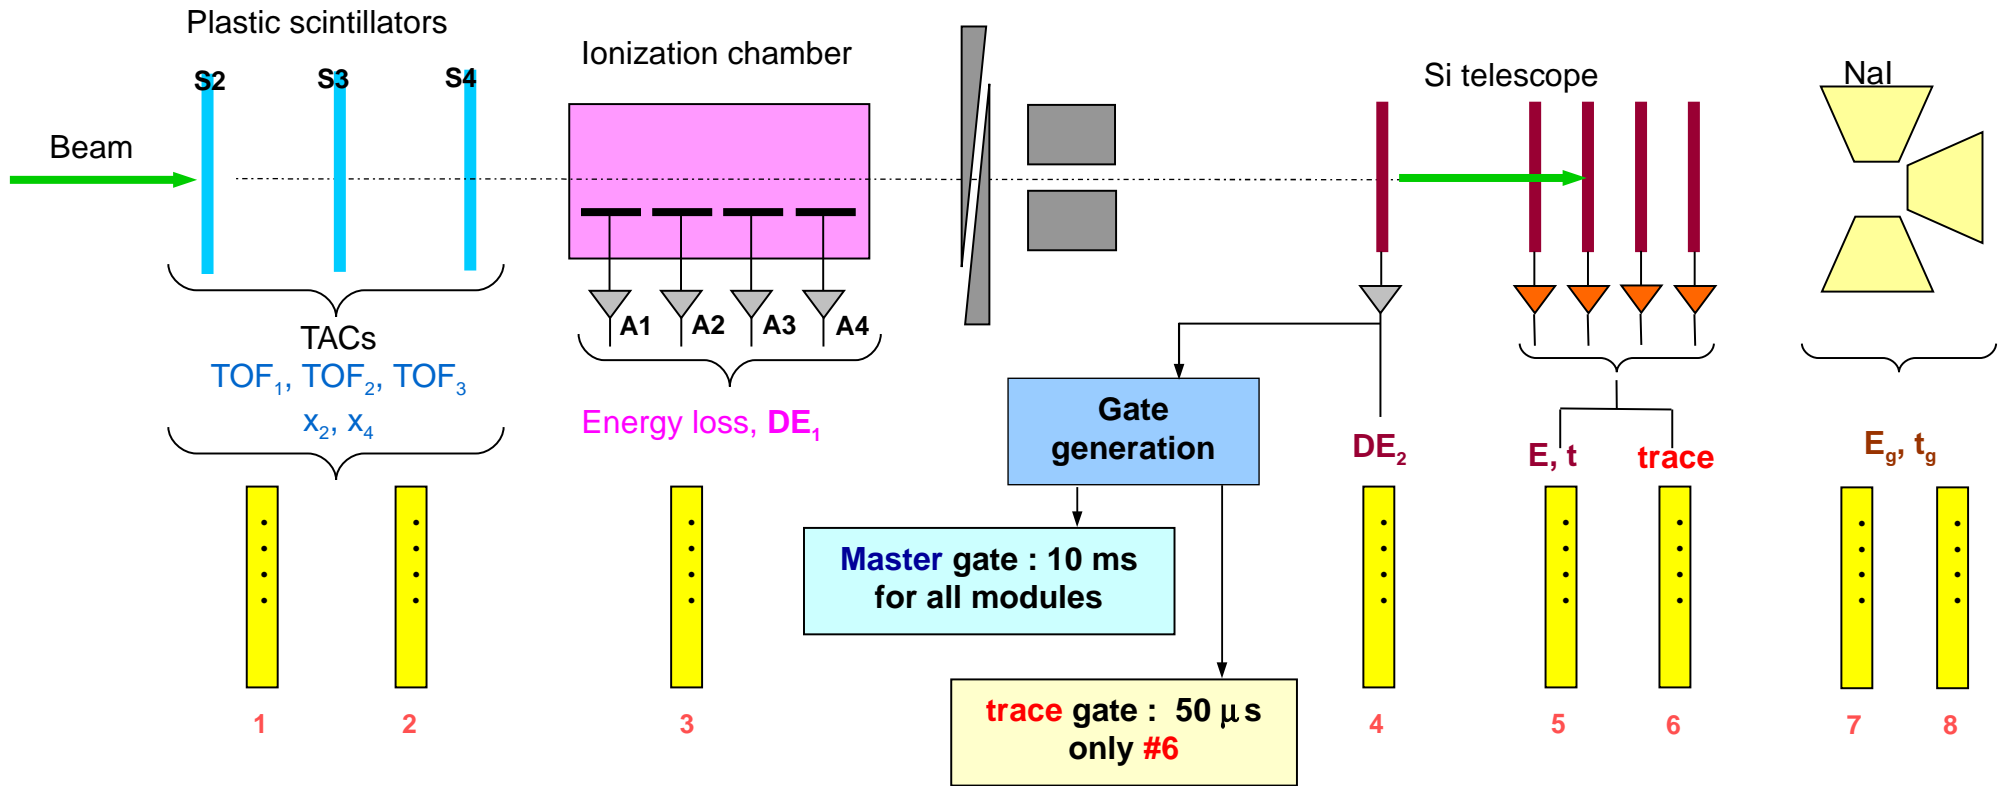 Plastic scintillators
S2
S3
S4
Beam
TACs
TOF₁, TOF₂, TOF₃
x₂, x₄
Ionization chamber
A1
A2
A3
A4
Energy loss, DE₁
Gate
generation
Master gate : 10 ms
for all modules
trace gate : 50 μs
only #6
Si telescope
DE₂
E, t
trace
NaI
E_g, t_g
1
2
3
4
5
6
7
8